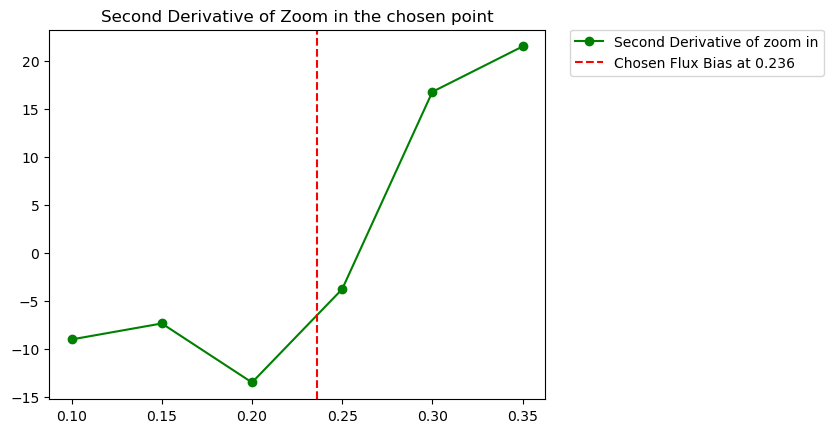 Second Derivative of Zoom in the chosen point
Second Derivative of zoom in
Chosen Flux Bias at 0.236
20
15
10
5
0
−5
−10
−15
0.10 0.15 0.20 0.25 0.30 0.35